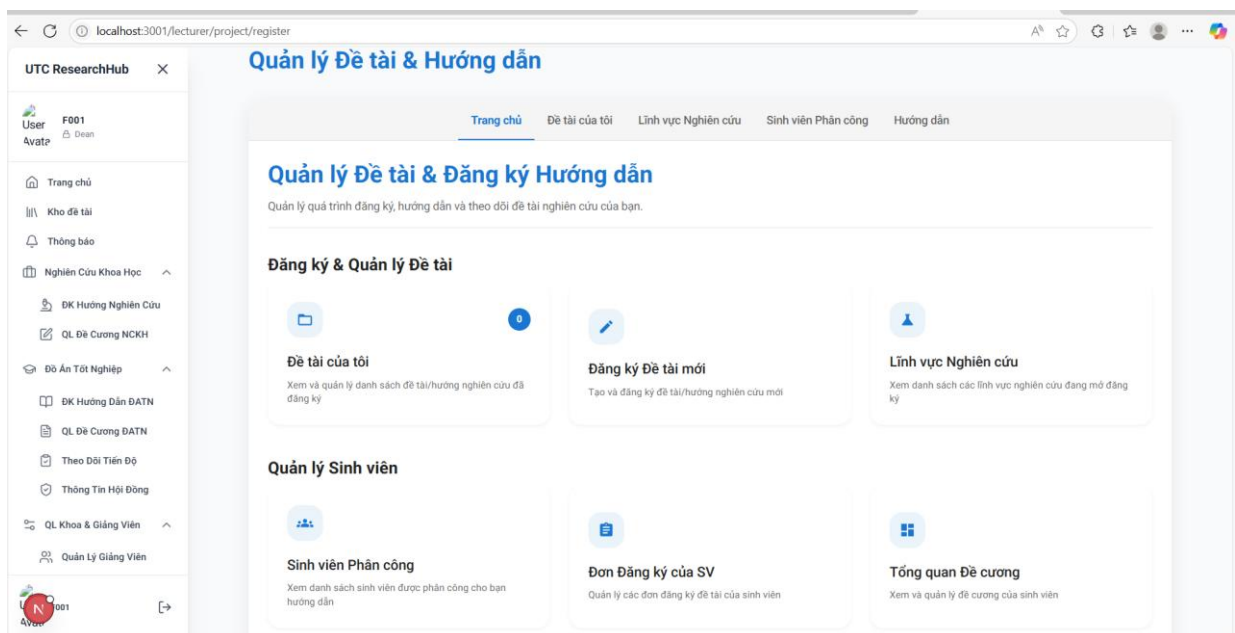 localhost:3001/lecturer/project/register
UTC ResearchHub
User
Avata
F001
Dean
Trang chủ
Kho đề tài
Thông báo
Nghiên Cứu Khoa Học
ĐK Hướng Nghiên Cứu
QL Đề Cương NCKH
Đồ Án Tốt Nghiệp
ĐK Hướng Dẫn ĐATN
QL Đề Cương ĐATN
Theo Dõi Tiến Độ
Thông Tin Hội Đồng
QL Khoa & Giảng Viên
Quản Lý Giảng Viên
N
Quản lý Đề tài & Hướng dẫn
Trang chủ Đề tài của tôi Lĩnh vực Nghiên cứu Sinh viên Phân công Hướng dẫn
Quản lý Đề tài & Đăng ký Hướng dẫn
Quản lý quá trình đăng ký, hướng dẫn và theo dõi đề tài nghiên cứu của bạn.
Đăng ký & Quản lý Đề tài
0
Đề tài của tôi
Xem và quản lý danh sách đề tài/hướng nghiên cứu đã
đăng ký
Đăng ký Đề tài mới
Tạo và đăng ký đề tài/hướng nghiên cứu mới
Lĩnh vực Nghiên cứu
Xem danh sách các lĩnh vực nghiên cứu đang mở đăng
ký
Quản lý Sinh viên
Sinh viên Phân công
Xem danh sách sinh viên được phân công cho bạn
hướng dẫn
Đơn Đăng ký của SV
Quản lý các đơn đăng ký đề tài của sinh viên
Tổng quan Đề cương
Xem và quản lý đề cương của sinh viên